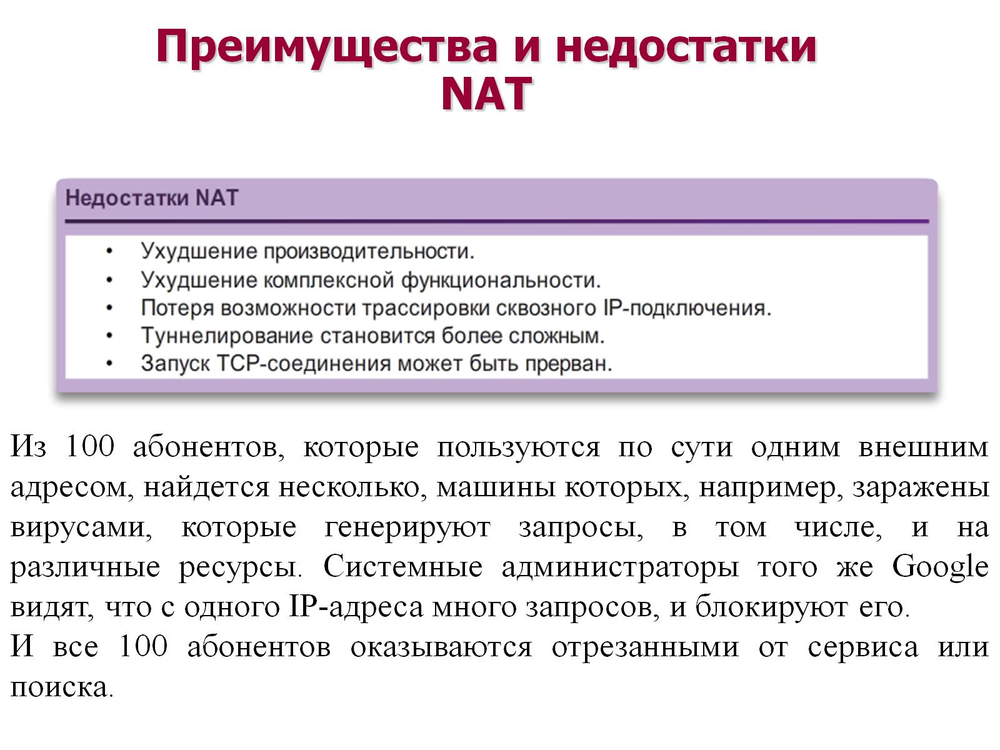 Преимущества и недостатки
NAT
Недостатки NAT
• Ухудшение производительности.
• Ухудшение комплексной функциональности.
• Потеря возможности трассировки сквозного IP-подключения.
• Туннелирование становится более сложным.
• Запуск TCP-соединения может быть прерван.
Из 100 абонентов, которые пользуются по сути одним внешним
адресом, найдется несколько, машины которых, например, заражены
вирусами, которые генерируют запросы, в том числе, и на
различные ресурсы. Системные администраторы того же Google
видят, что с одного IP-адреса много запросов, и блокируют его.
И все 100 абонентов оказываются отрезанными от сервиса или
поиска.